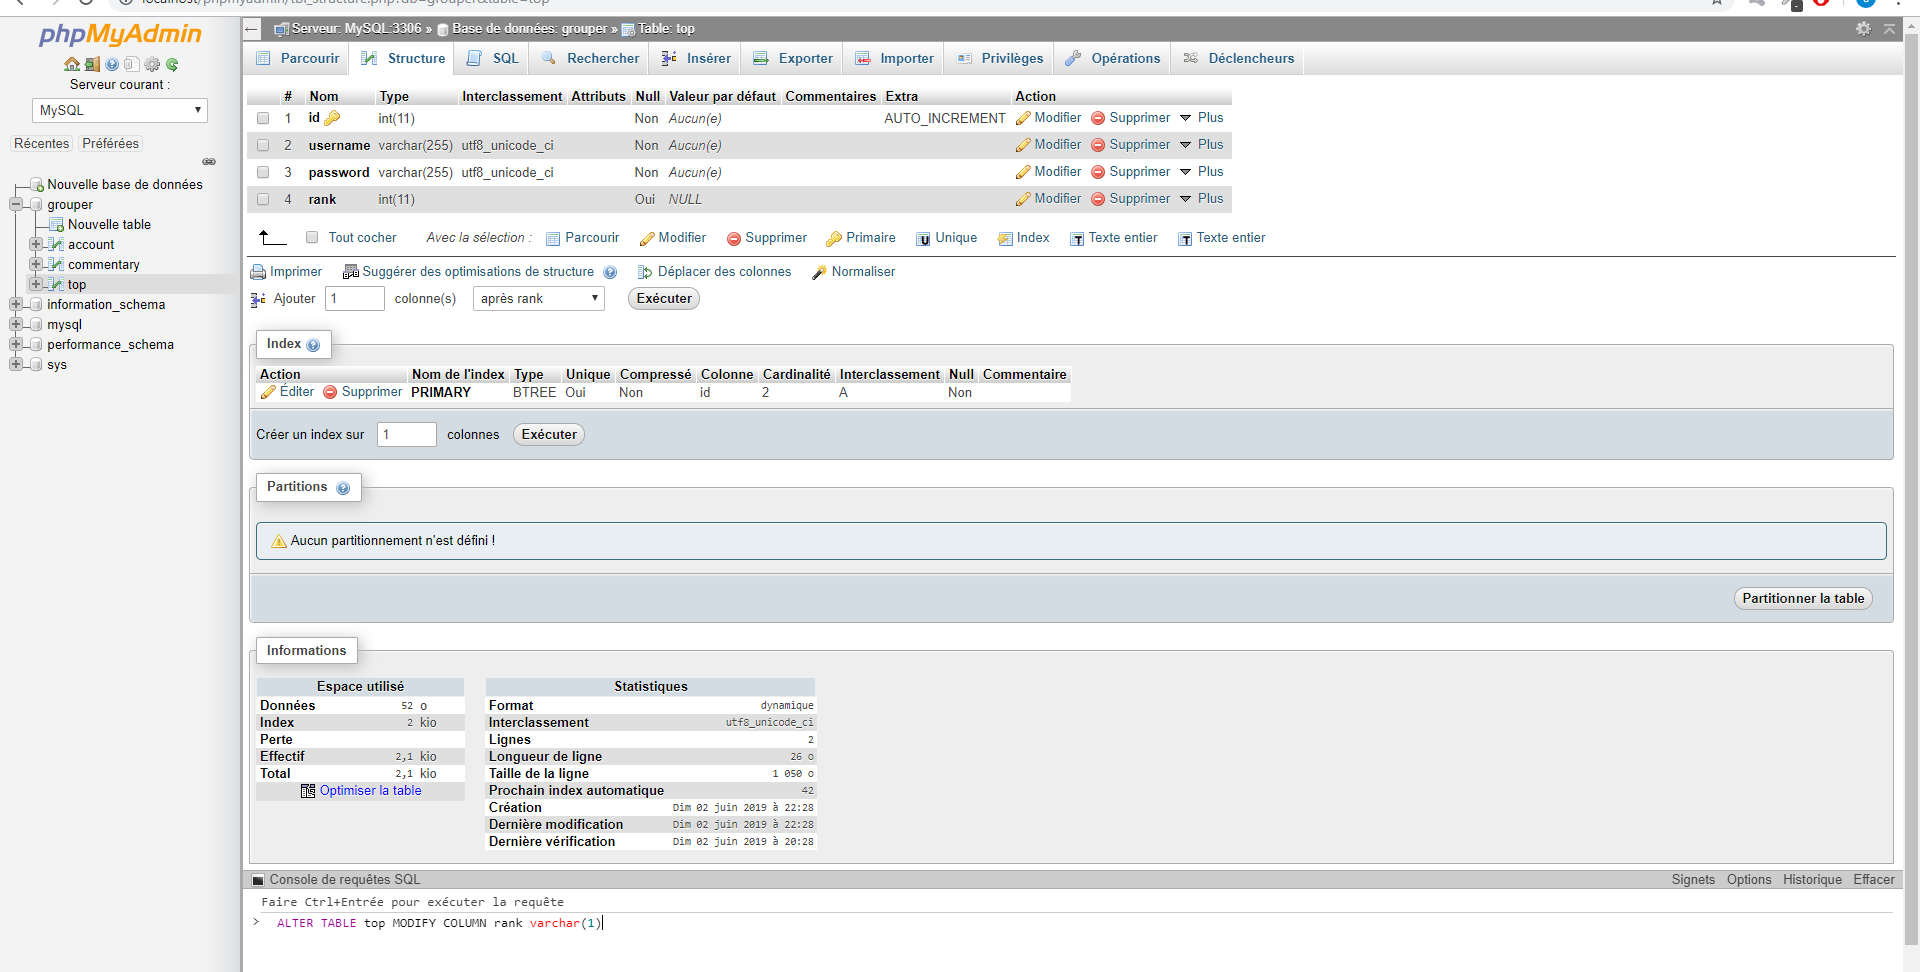 localhost/phpmyadmin/tbl_structure.php?db=grouper&table=top
phpMyAdmin
Serveur courant :
MySQL
Récentes Préférées
Nouvelle base de données
grouper
Nouvelle table
account
commentary
top
information_schema
mysql
performance_schema
sys
Serveur: MySQL:3306 » Base de données: grouper » Table: top
Parcourir Structure SQL Rechercher Insérer Exporter Importer Privilèges Opérations Déclencheurs
# Nom Type Interclassement Attributs Null Valeur par défaut Commentaires Extra Action
1 id int(11) Non Aucun(e) AUTO_INCREMENT Modifier Supprimer Plus
2 username varchar(255) utf8_unicode_ci Non Aucun(e) Modifier Supprimer Plus
3 password varchar(255) utf8_unicode_ci Non Aucun(e) Modifier Supprimer Plus
4 rank int(11) Oui NULL Modifier Supprimer Plus
Tout cocher Avec la sélection : Parcourir Modifier Supprimer Primaire Unique Index Texte entier Texte entier
Imprimer Suggérer des optimisations de structure Déplacer des colonnes Normaliser
Ajouter 1 colonne(s) après rank Exécuter
Index
Action Nom de l'index Type Unique Compressé Colonne Cardinalité Interclassement Null Commentaire
Éditer Supprimer PRIMARY BTREE Oui Non id 2 A Non
Créer un index sur 1 colonnes Exécuter
Partitions
Aucun partitionnement n'est défini !
Partitionner la table
Informations
Espace utilisé
Données 52 o
Index 2 kio
Perte
Effectif 2,1 kio
Total 2,1 kio
Optimiser la table
Statistiques
Format dynamique
Interclassement utf8_unicode_ci
Lignes 2
Longueur de ligne 26 o
Taille de la ligne 1 050 o
Prochain index automatique 42
Création Dim 02 juin 2019 à 22:28
Dernière modification Dim 02 juin 2019 à 22:28
Dernière vérification Dim 02 juin 2019 à 20:28
Console de requêtes SQL Signets Options Historique Effacer
Faire Ctrl+Entrée pour exécuter la requête
> ALTER TABLE top MODIFY COLUMN rank varchar(1)